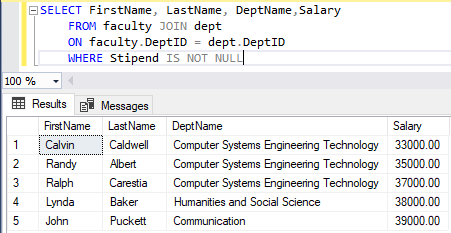 SELECT FirstName, LastName, DeptName,Salary
FROM faculty JOIN dept
ON faculty.DeptID = dept.DeptID
WHERE Stipend IS NOT NULL
100 %
Results Messages
FirstName LastName DeptName Salary
1 Calvin Caldwell Computer Systems Engineering Technology 33000.00
2 Randy Albert Computer Systems Engineering Technology 35000.00
3 Ralph Carestia Computer Systems Engineering Technology 37000.00
4 Lynda Baker Humanities and Social Science 38000.00
5 John Puckett Communication 39000.00